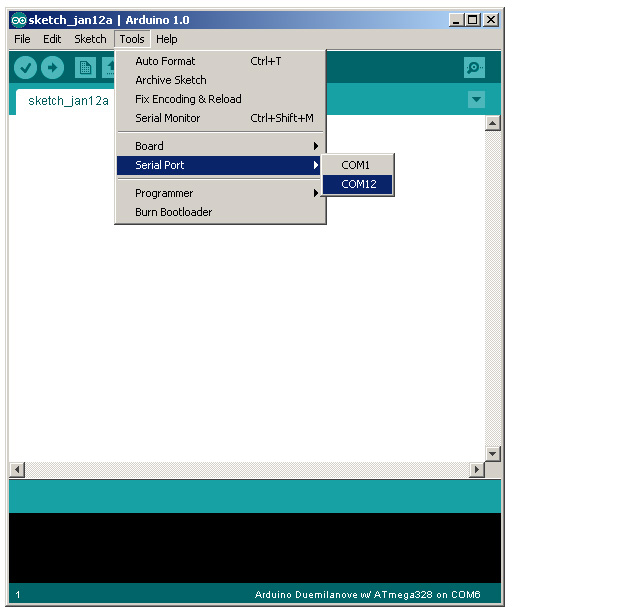 sketch_jan12a | Arduino 1.0
File Edit Sketch Tools Help
Auto Format Ctrl+T
Archive Sketch
Fix Encoding & Reload
Serial Monitor Ctrl+Shift+M
Board
Serial Port
Programmer
Burn Bootloader
COM1
COM12
sketch_jan12a
1 Arduino Duemilanove w/ ATmega328 on COM6